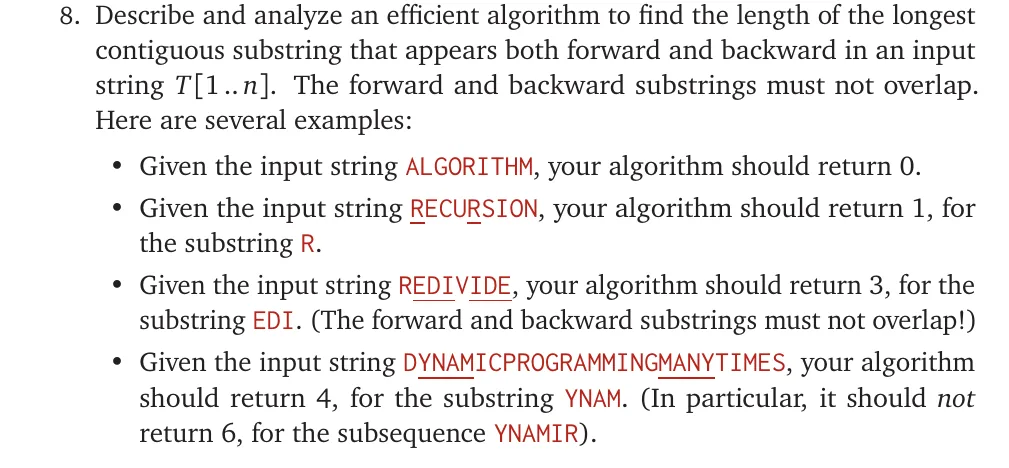 8. Describe and analyze an efficient algorithm to find the length of the longest
contiguous substring that appears both forward and backward in an input
string T[1..n]. The forward and backward substrings must not overlap.
Here are several examples:
• Given the input string ALGORITHM, your algorithm should return 0.
• Given the input string RECURSION, your algorithm should return 1, for
the substring R.
• Given the input string REDIVIDE, your algorithm should return 3, for the
substring EDI. (The forward and backward substrings must not overlap!)
• Given the input string DYNAMICPROGRAMMINGMANYTIMES, your algorithm
should return 4, for the substring YNAM. (In particular, it should not
return 6, for the subsequence YNAMIR).